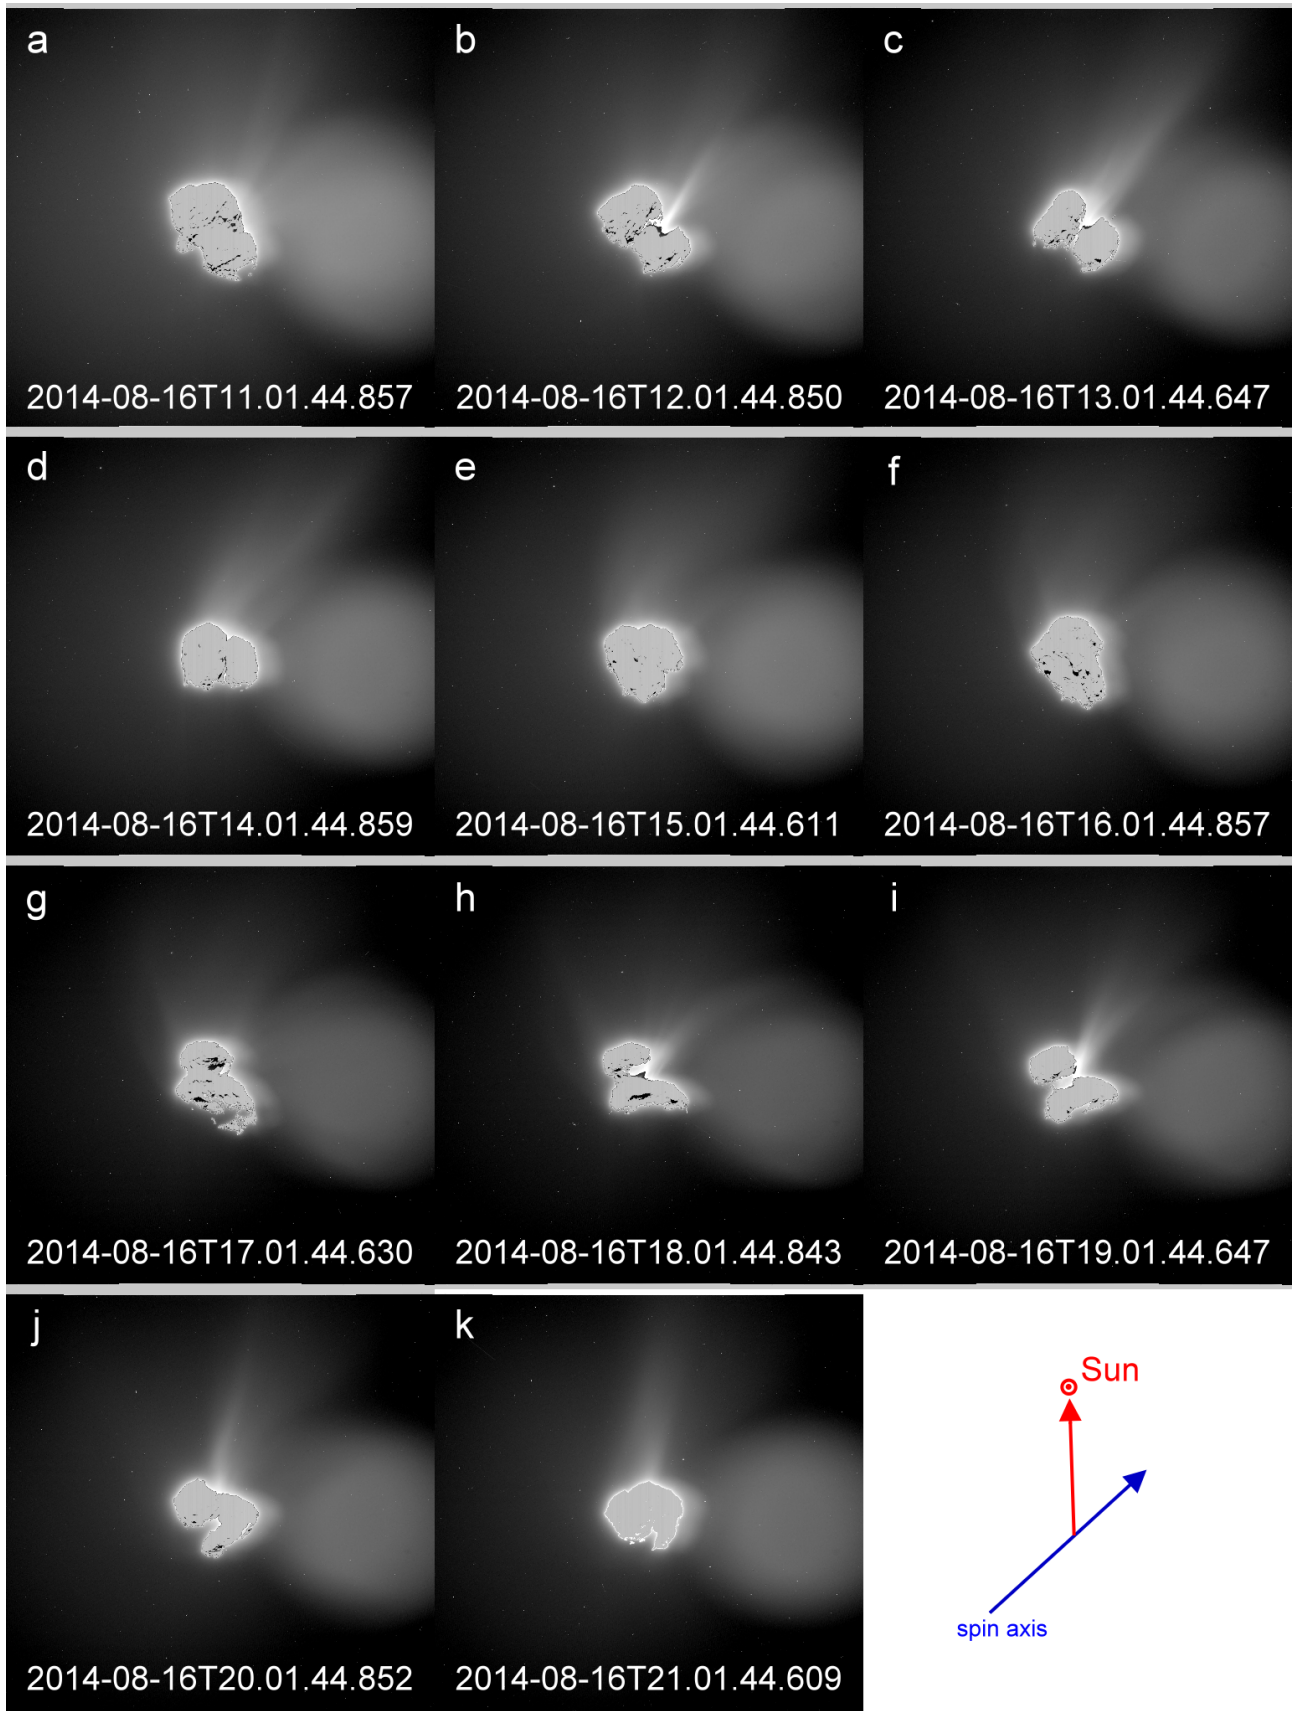 a
b
c
2014-08-16T11.01.44.857
2014-08-16T12.01.44.850
2014-08-16T13.01.44.647
d
e
f
2014-08-16T14.01.44.859
2014-08-16T15.01.44.611
2014-08-16T16.01.44.857
g
h
i
2014-08-16T17.01.44.630
2014-08-16T18.01.44.843
2014-08-16T19.01.44.647
j
k
Sun
spin axis
2014-08-16T20.01.44.852
2014-08-16T21.01.44.609